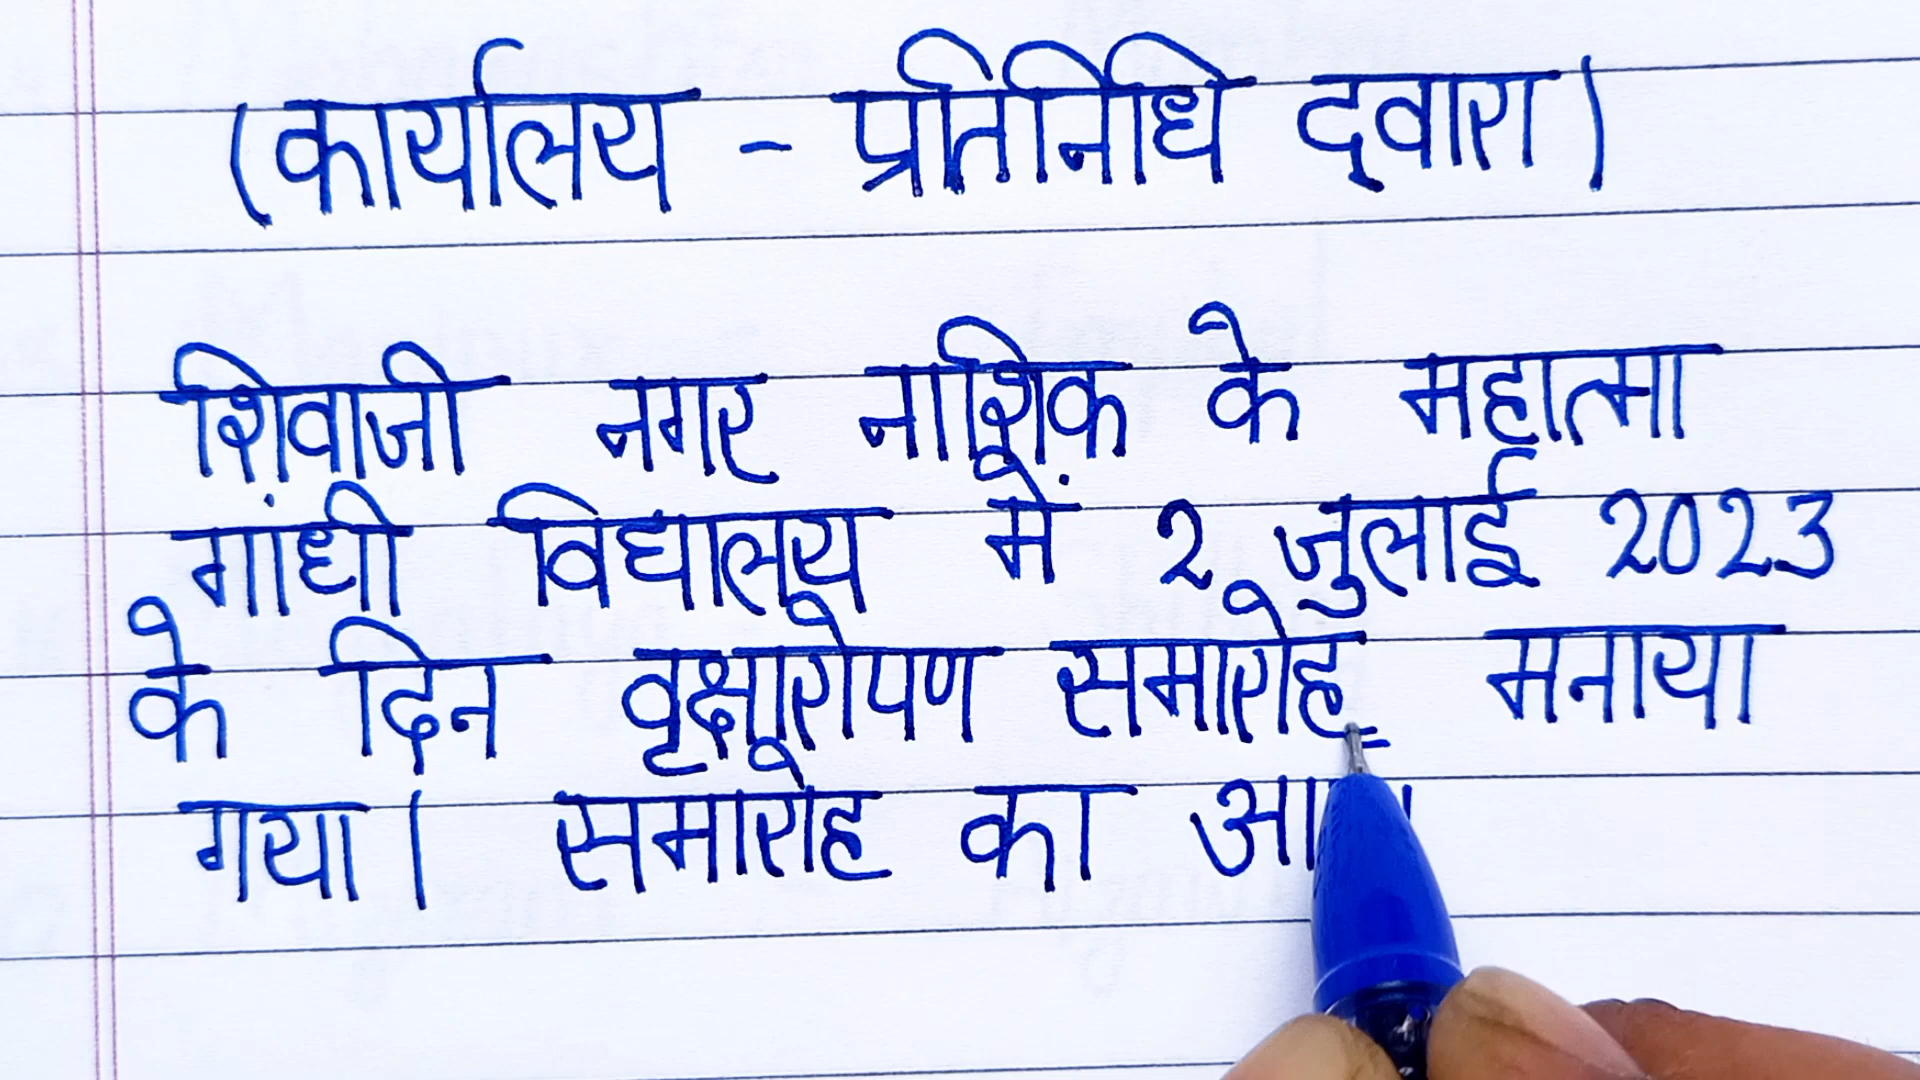 (कार्यालय - प्रतिनिधि द्वारा)
शिवाजी नगर नाशिक के महात्मा
गांधी विद्यालय में 2 जुलाई 2023
के दिन वृक्षारोपण समारोह मनाया
गया। समारोह का